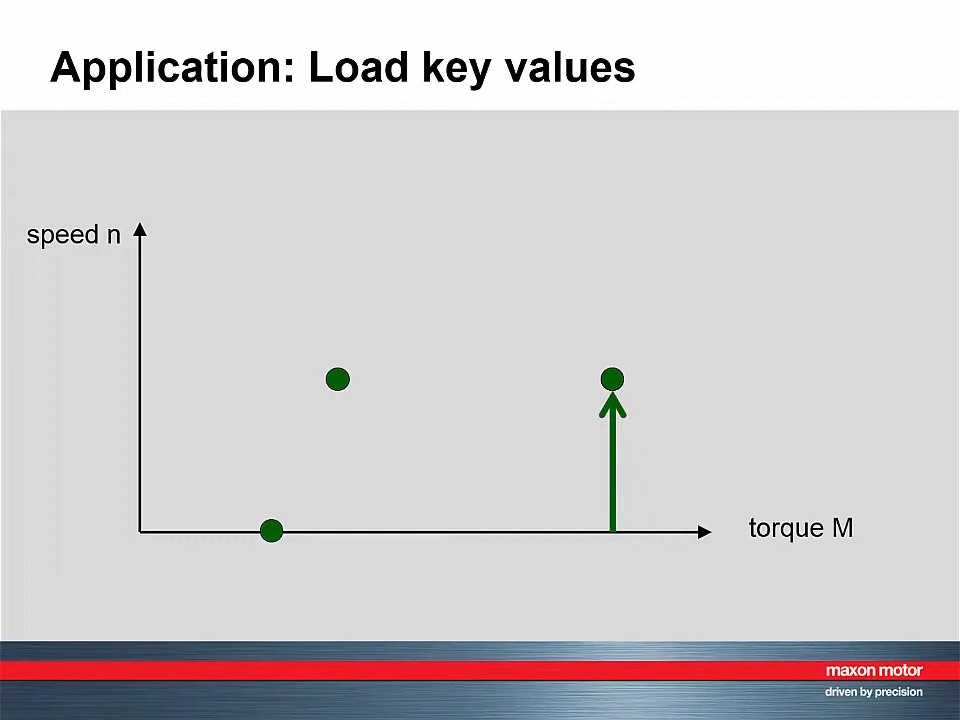 Application: Load key values
speed n
torque M
maxon motor
driven by precision